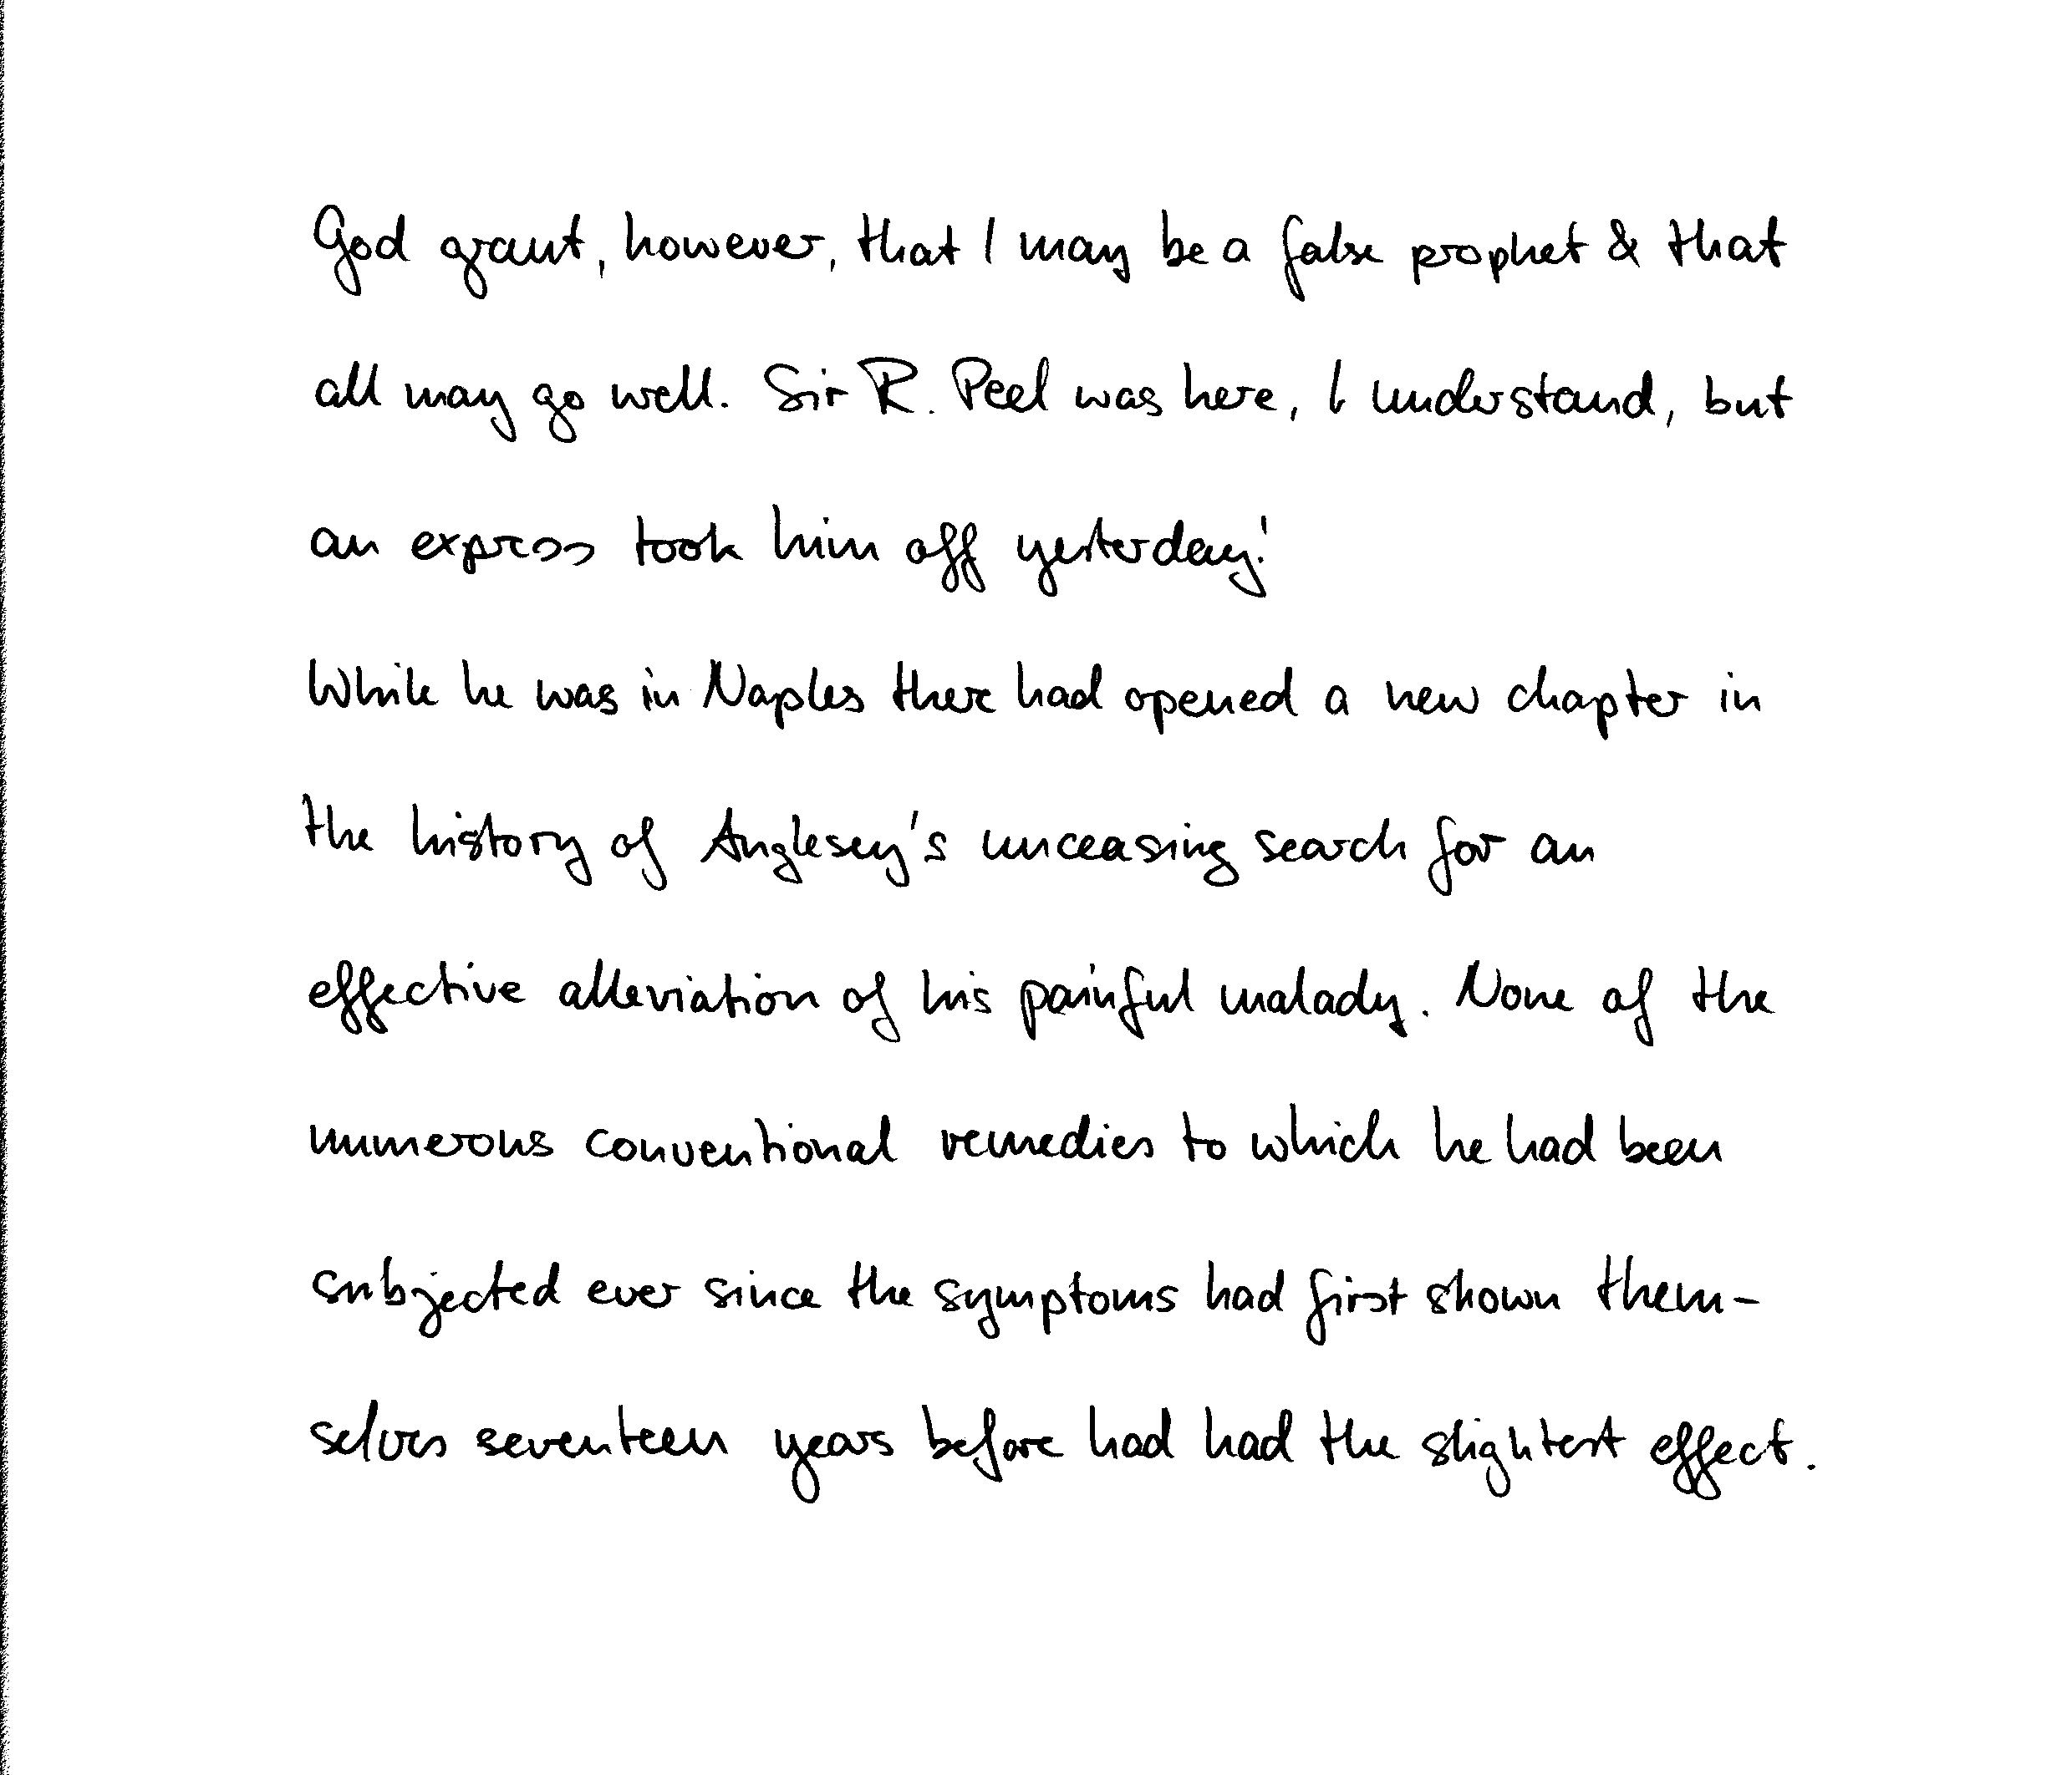 God grant, however, that I may be a false prophet & that
all may go well. Sir R. Peel was here, I understand, but
an express took him off yesterday!'
While he was in Naples there had opened a new chapter in
the history of Anglesey's unceasing search for an
effective alleviation of his painful malady. None of the
numerous conventional remedies to which he had been
subjected ever since the symptoms had first shown them-
selves seventeen years before had had the slightest effect.